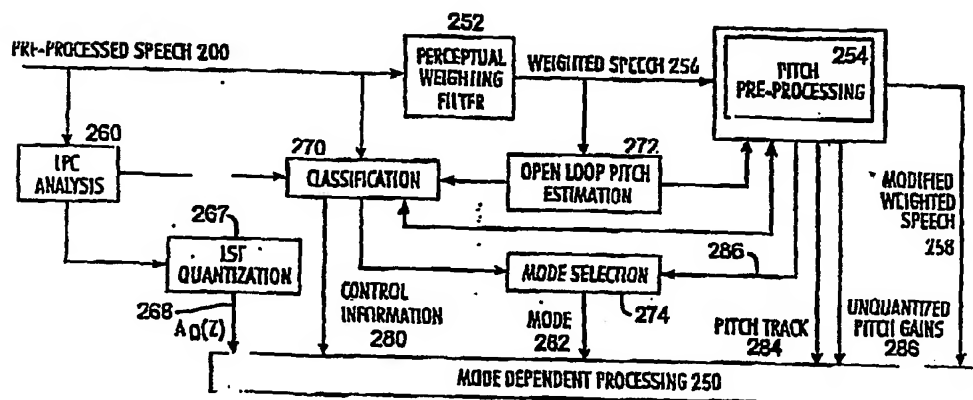 252
PRE-PROCESSED SPEECH 200
PERCEPTUAL
WEIGHING
FILTER
WEIGHTED SPEECH 256
254
PITCH
PRE-PROCESSING
260
LPC
ANALYSIS
270
CLASSIFICATION
272
OPEN LOOP PITCH
ESTIMATION
MODIFIED
WEIGHTED
SPEECH
258
267
LSF
QUANTIZATION
286
MODE SELECTION
274
268
AQ(Z)
CONTROL
INFORMATION
280
MODE
282
PITCH TRACK
284
UNQUANTIZED
PITCH GAINS
286
MODE DEPENDENT PROCESSING 250